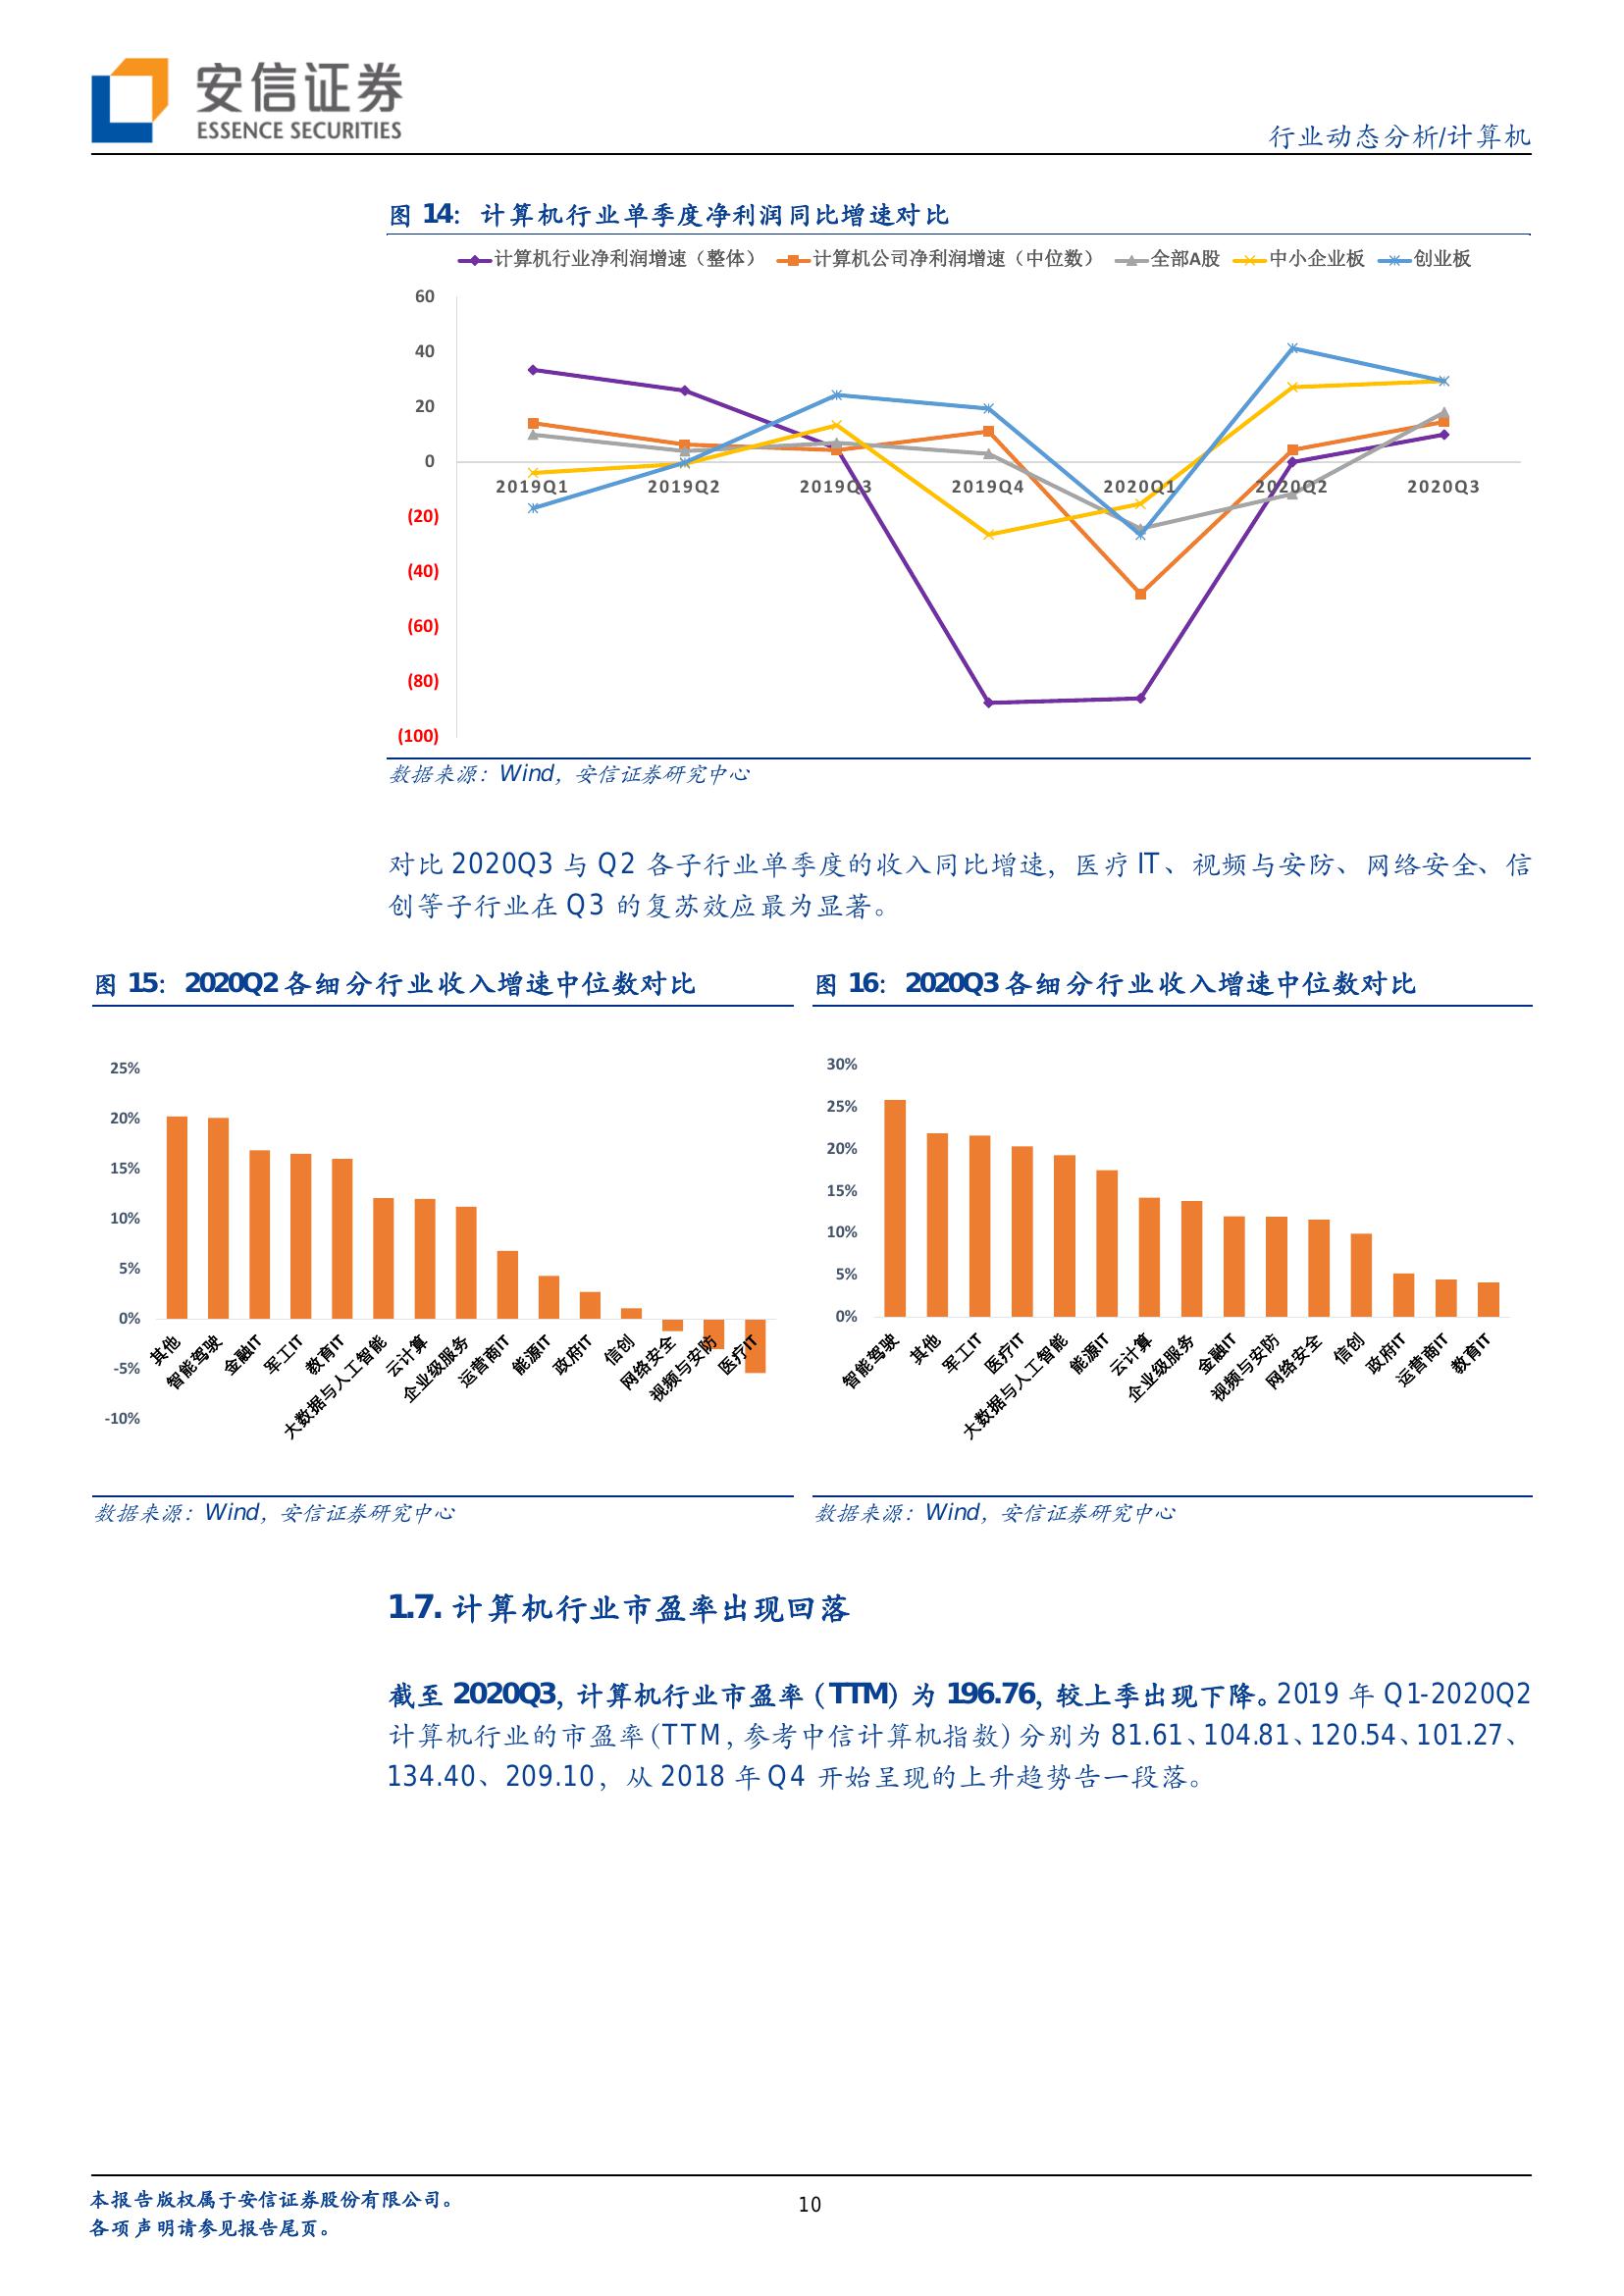 安信证券
ESSENCE SECURITIES
行业动态分析/计算机
图 14：计算机行业单季度净利润同比增速对比
计算机行业净利润增速（整体） 计算机公司净利润增速（中位数） 全部A股 中小企业板 创业板
60
40
20
0
(20)
(40)
(60)
(80)
(100)
2019Q1 2019Q2 2019Q3 2019Q4 2020Q1 2020Q2 2020Q3
数据来源：Wind，安信证券研究中心
对比 2020Q3 与 Q2 各子行业单季度的收入同比增速，医疗 IT、视频与安防、网络安全、信
创等子行业在 Q3 的复苏效应最为显著。
图 15：2020Q2 各细分行业收入增速中位数对比
25%
20%
15%
10%
5%
0%
-5%
-10%
其他 智能驾驶 金融IT 军工IT 教育IT 大数据与人工智能 云计算 企业级服务 运营商IT 能源IT 政府IT 信创 网络安全 视频与安防 医疗IT
数据来源：Wind，安信证券研究中心
图 16：2020Q3 各细分行业收入增速中位数对比
30%
25%
20%
15%
10%
5%
0%
智能驾驶 其他 军工IT 医疗IT 大数据与人工智能 能源IT 云计算 企业级服务 金融IT 视频与安防 网络安全 信创 政府IT 运营商IT 教育IT
数据来源：Wind，安信证券研究中心
1.7. 计算机行业市盈率出现回落
截至 2020Q3，计算机行业市盈率（TTM）为 196.76，较上季出现下降。2019 年 Q1-2020Q2
计算机行业的市盈率（TTM，参考中信计算机指数）分别为 81.61、104.81、120.54、101.27、
134.40、209.10，从 2018 年 Q4 开始呈现的上升趋势告一段落。
本报告版权属于安信证券股份有限公司。
各项声明请参见报告尾页。
10